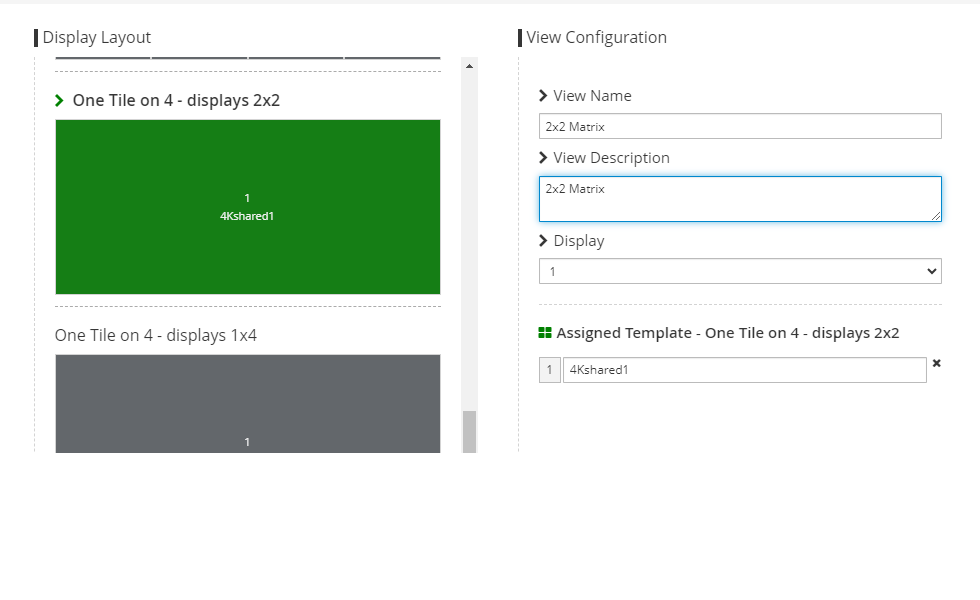 Display Layout
One Tile on 4 - displays 2x2
1
4Kshared1
One Tile on 4 - displays 1x4
1
View Configuration
View Name
2x2 Matrix
View Description
2x2 Matrix
Display
1
Assigned Template - One Tile on 4 - displays 2x2
1 4Kshared1